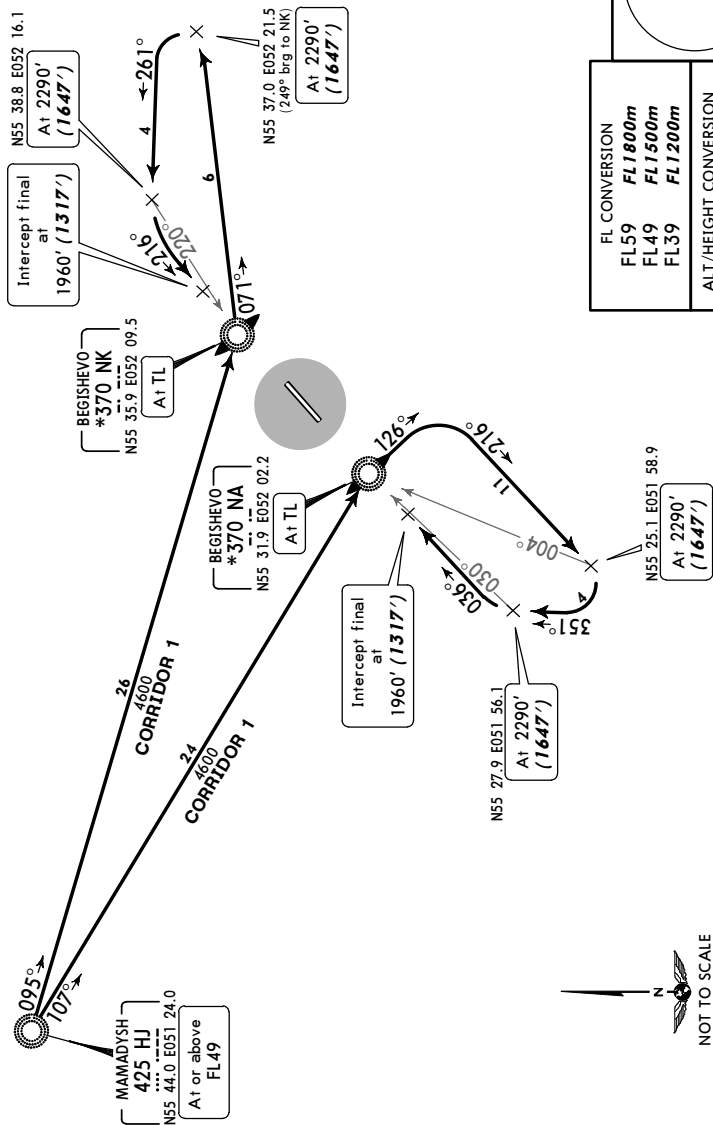 N55 38.8 E052 16.1
At 2290'
(1647')
261°
4
N55 37.0 E052 21.5
(249° brg to NK)
At 2290'
(1647')
Intercept final
at
1960' (1317')
216°
220°
6
071°
BEGISHEVO
*370 NK
N55 35.9 E052 09.5
At TL
26
4600
CORRIDOR 1
24
4600
CORRIDOR 1
095°
107°
MAMADYSH
425 HJ
N55 44.0 E051 24.0
At or above
FL49
BEGISHEVO
*370 NA
N55 31.9 E052 02.2
At TL
126°
216°
11
004°
030°
036°
Intercept final
at
1960' (1317')
N55 27.9 E051 56.1
At 2290'
(1647')
351°
4
N55 25.1 E051 58.9
At 2290'
(1647')
N
NOT TO SCALE
FL CONVERSION
FL59 FL1800m
FL49 FL1500m
FL39 FL1200m
ALT/HEIGHT CONVERSION